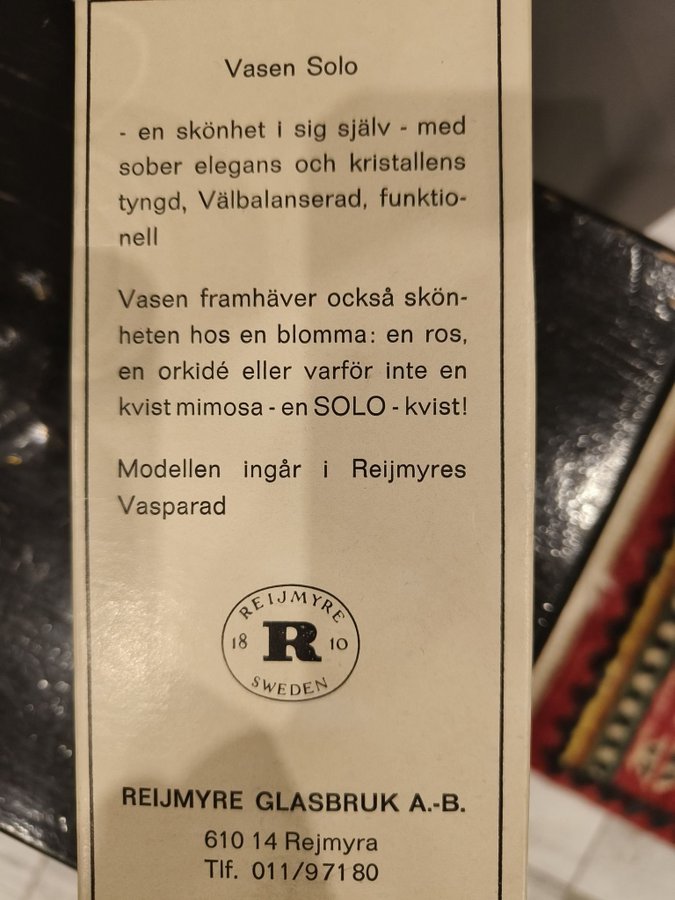 Vasen Solo
- en skönhet i sig själv - med
sober elegans och kristallens
tyngd, Välbalanserad, funktio-
nell
Vasen framhäver också skön-
heten hos en blomma: en ros,
en orkidé eller varför inte en
kvist mimosa - en SOLO - kvist!
Modellen ingår i Reijmyres
Vasparad
REIJMYRE
18 R 10
SWEDEN
REIJMYRE GLASBRUK A.-B.
610 14 Rejmyra
Tlf. 011/971 80